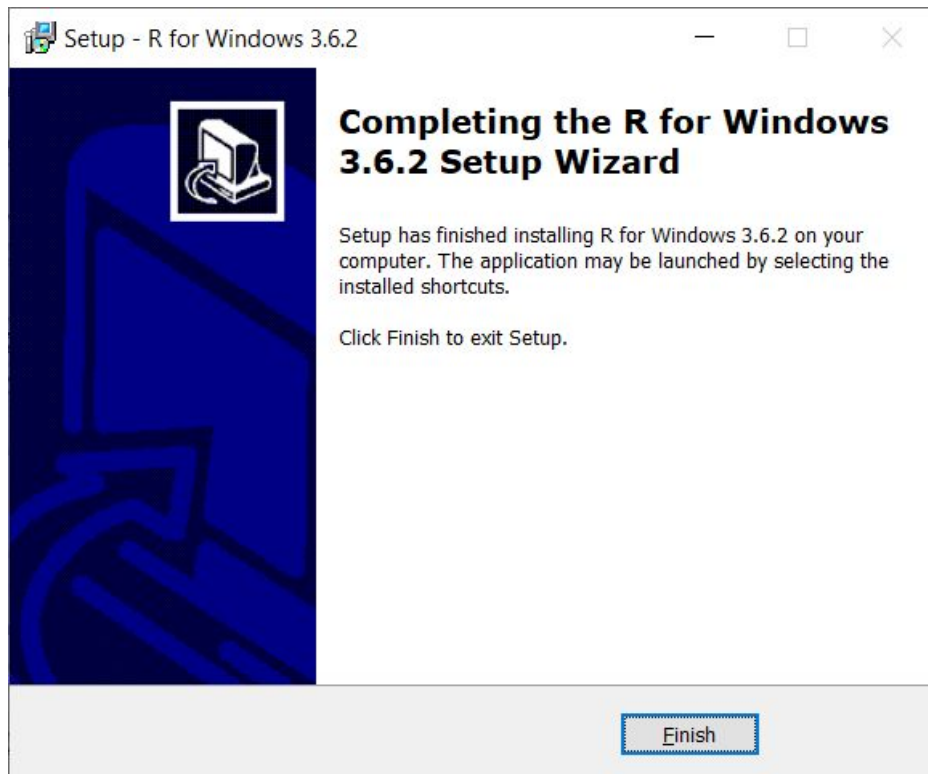 Setup - R for Windows 3.6.2
Completing the R for Windows
3.6.2 Setup Wizard
Setup has finished installing R for Windows 3.6.2 on your
computer. The application may be launched by selecting the
installed shortcuts.
Click Finish to exit Setup.
Finish